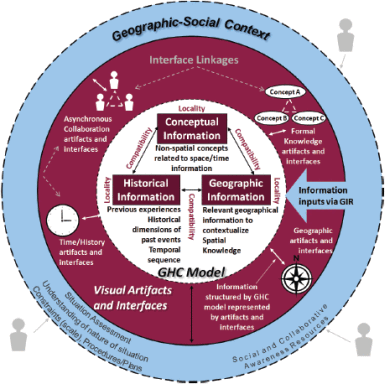 Geographic-Social Context
Interface Linkages
Concept A
Concept B
Concept C
Asynchronous
Collaboration
artifacts and
Interfaces
Formal
Knowledge
artifacts and
Interfaces
Locality
Conceptual
Information
Non-spatial concepts
related to space/time
information
Compatibility
Compatibility
Locality
Locality
Historical
Information
Compatibility
Geographic
Information
Previous experiences
Historical
dimensions of
past events
Temporal
sequence
Relevant geographical
information to
contextualize
Spatial
Knowledge
GHC Model
Information
inputs via GIR
Time/History
artifacts and
Interfaces
Geographic
artifacts and
interfaces
N
Visual Artifacts
and Interfaces
Information
structured by GHC
model represented
by artifacts and
interfaces
Situation Assessment
Understanding of nature of situation
Constraints (scale), Procedures/Plans
Social and Collaborative
Awareness Resources